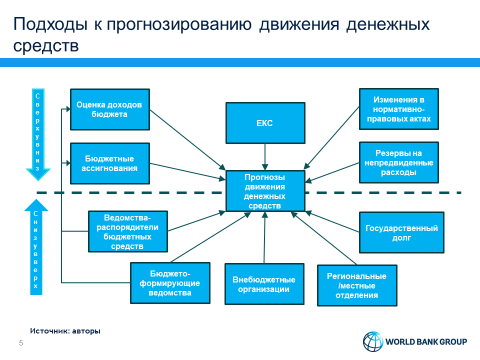 Подходы к прогнозированию движения денежных
средств
Сверху вниз
Оценка доходов
бюджета
ЕКС
Изменения в
нормативно-
правовых актах
Бюджетные
ассигнования
Прогнозы
движения
денежных
средств
Резервы на
непредвиденные
расходы
Снизу вверх
Ведомства-
распорядители
бюджетных
средств
Государственный
долг
Бюджето-
формирующие
ведомства
Внебюджетные
организации
Региональные
/местные
отделения
Источник: авторы
5
WORLD BANK GROUP